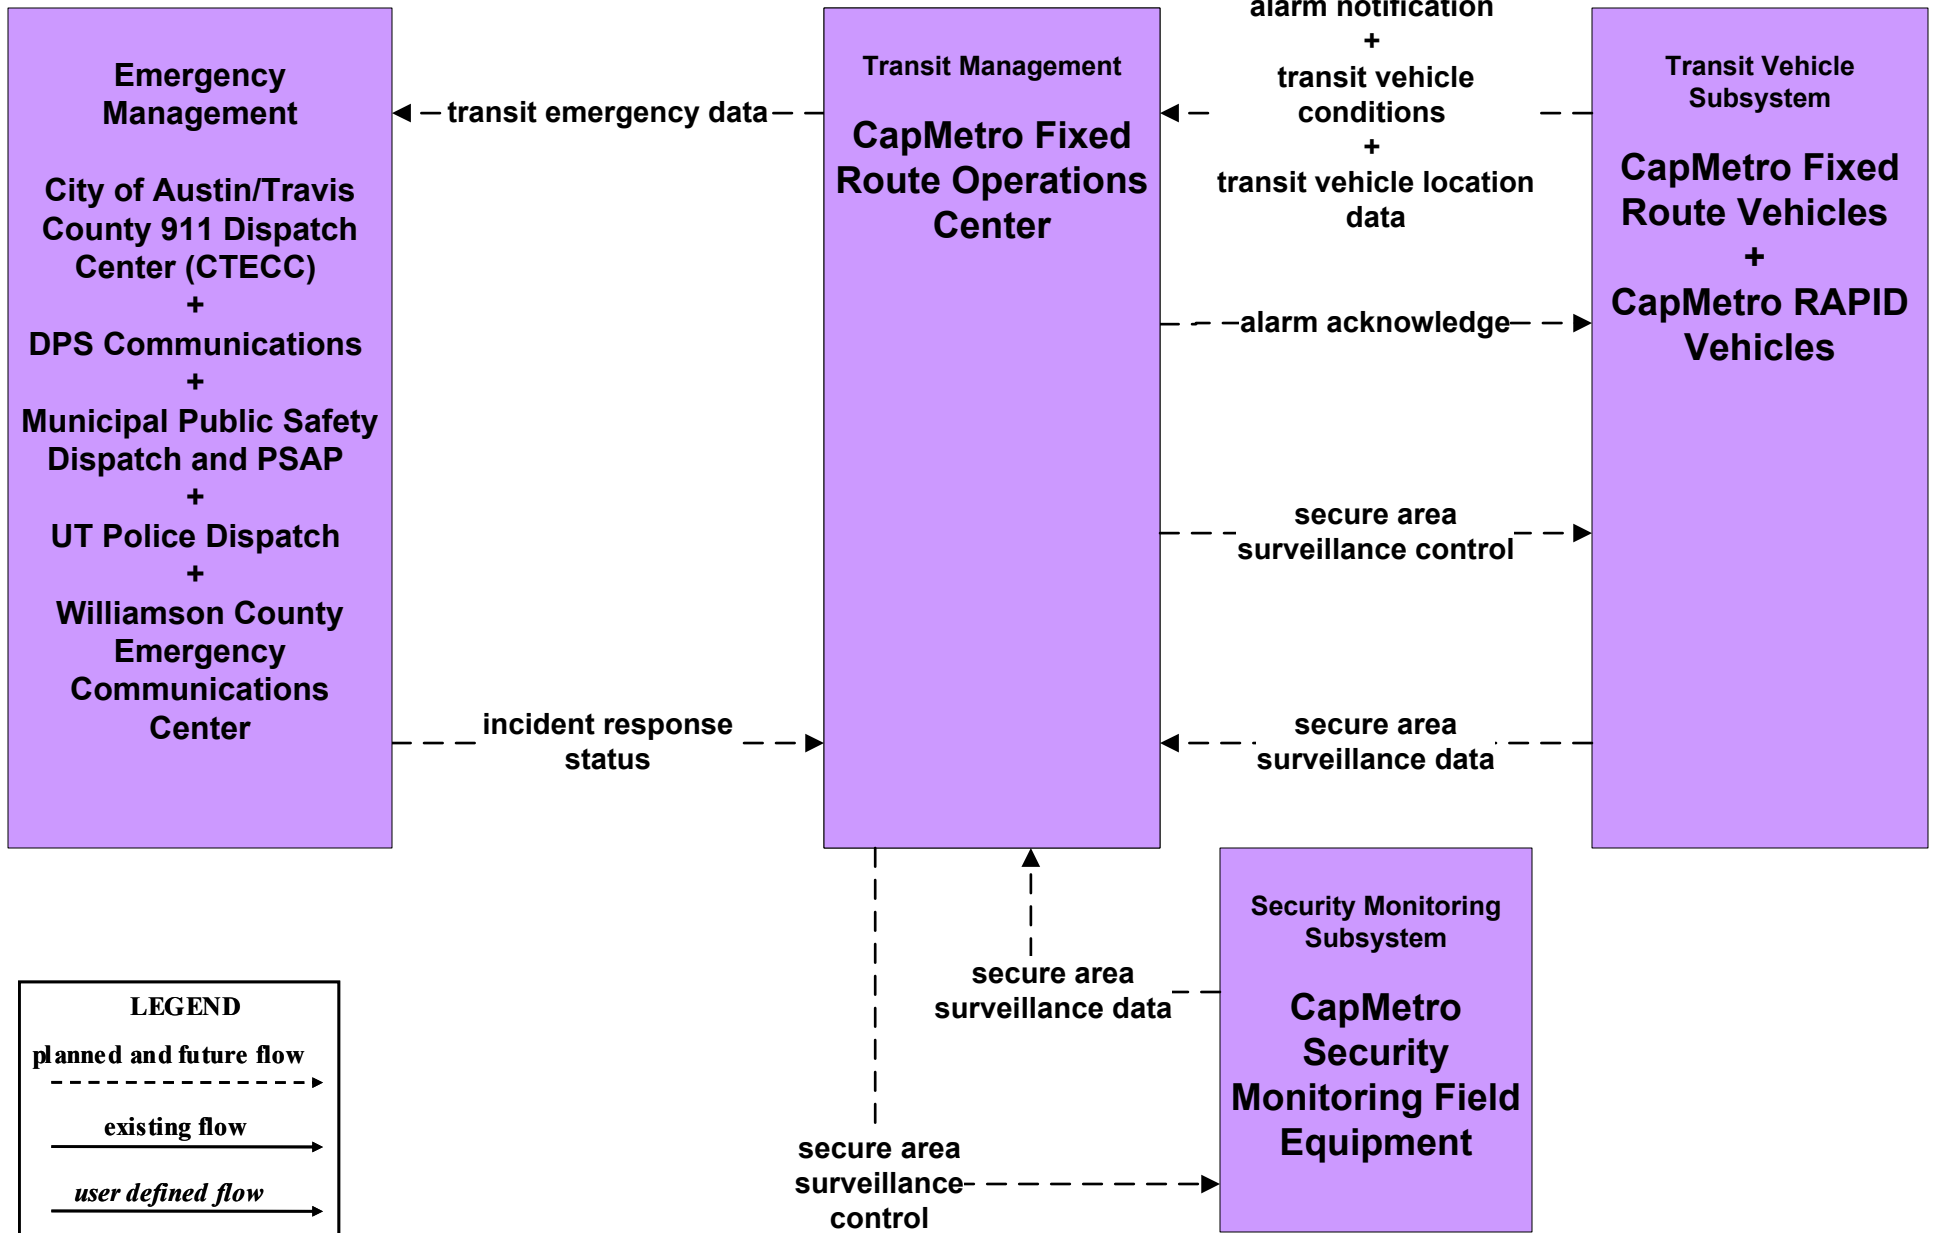 Emergency
Management
City of Austin/Travis
County 911 Dispatch
Center (CTECC)
+
DPS Communications
+
Municipal Public Safety
Dispatch and PSAP
+
UT Police Dispatch
+
Williamson County
Emergency
Communications
Center
transit emergency data
incident response
status
Transit Management
CapMetro Fixed
Route Operations
Center
alarm notification
+
transit vehicle
conditions
+
transit vehicle location
data
alarm acknowledge
secure area
surveillance control
secure area
surveillance data
Transit Vehicle
Subsystem
CapMetro Fixed
Route Vehicles
+
CapMetro RAPID
Vehicles
secure area
surveillance data
secure area
surveillance
control
Security Monitoring
Subsystem
CapMetro
Security
Monitoring Field
Equipment
LEGEND
planned and future flow
existing flow
user defined flow